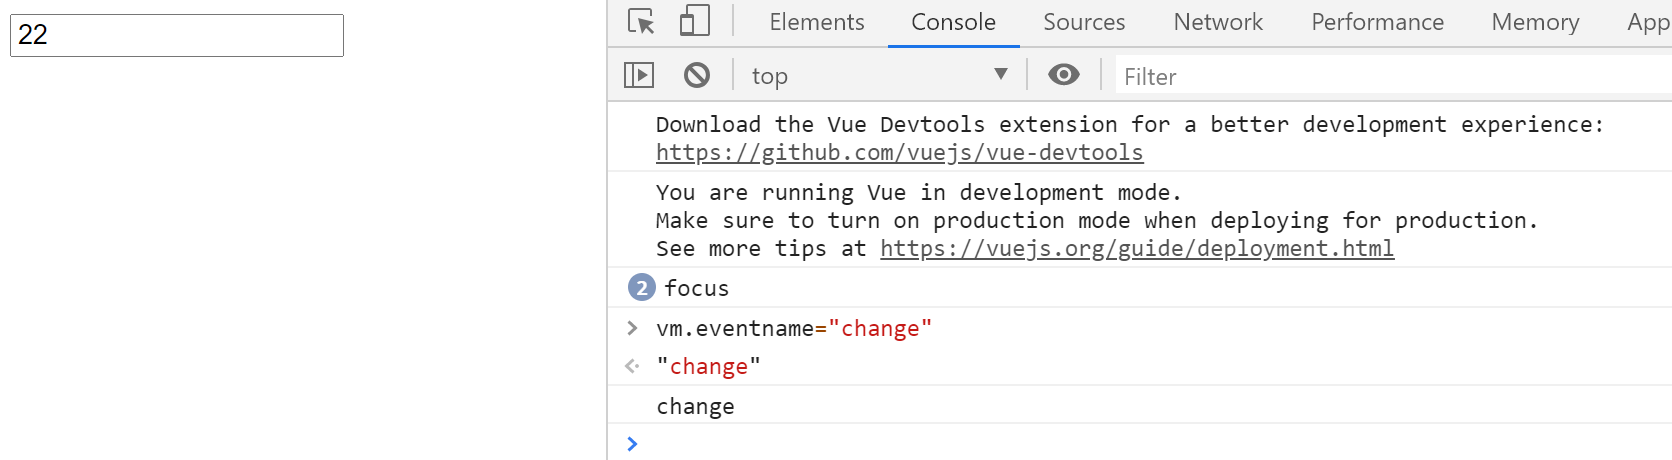 22
Elements Console Sources Network Performance Memory App
top Filter
Download the Vue Devtools extension for a better development experience:
https://github.com/vuejs/vue-devtools
You are running Vue in development mode.
Make sure to turn on production mode when deploying for production.
See more tips at https://vuejs.org/guide/deployment.html
2 focus
> vm.eventname="change"
"change"
change
>